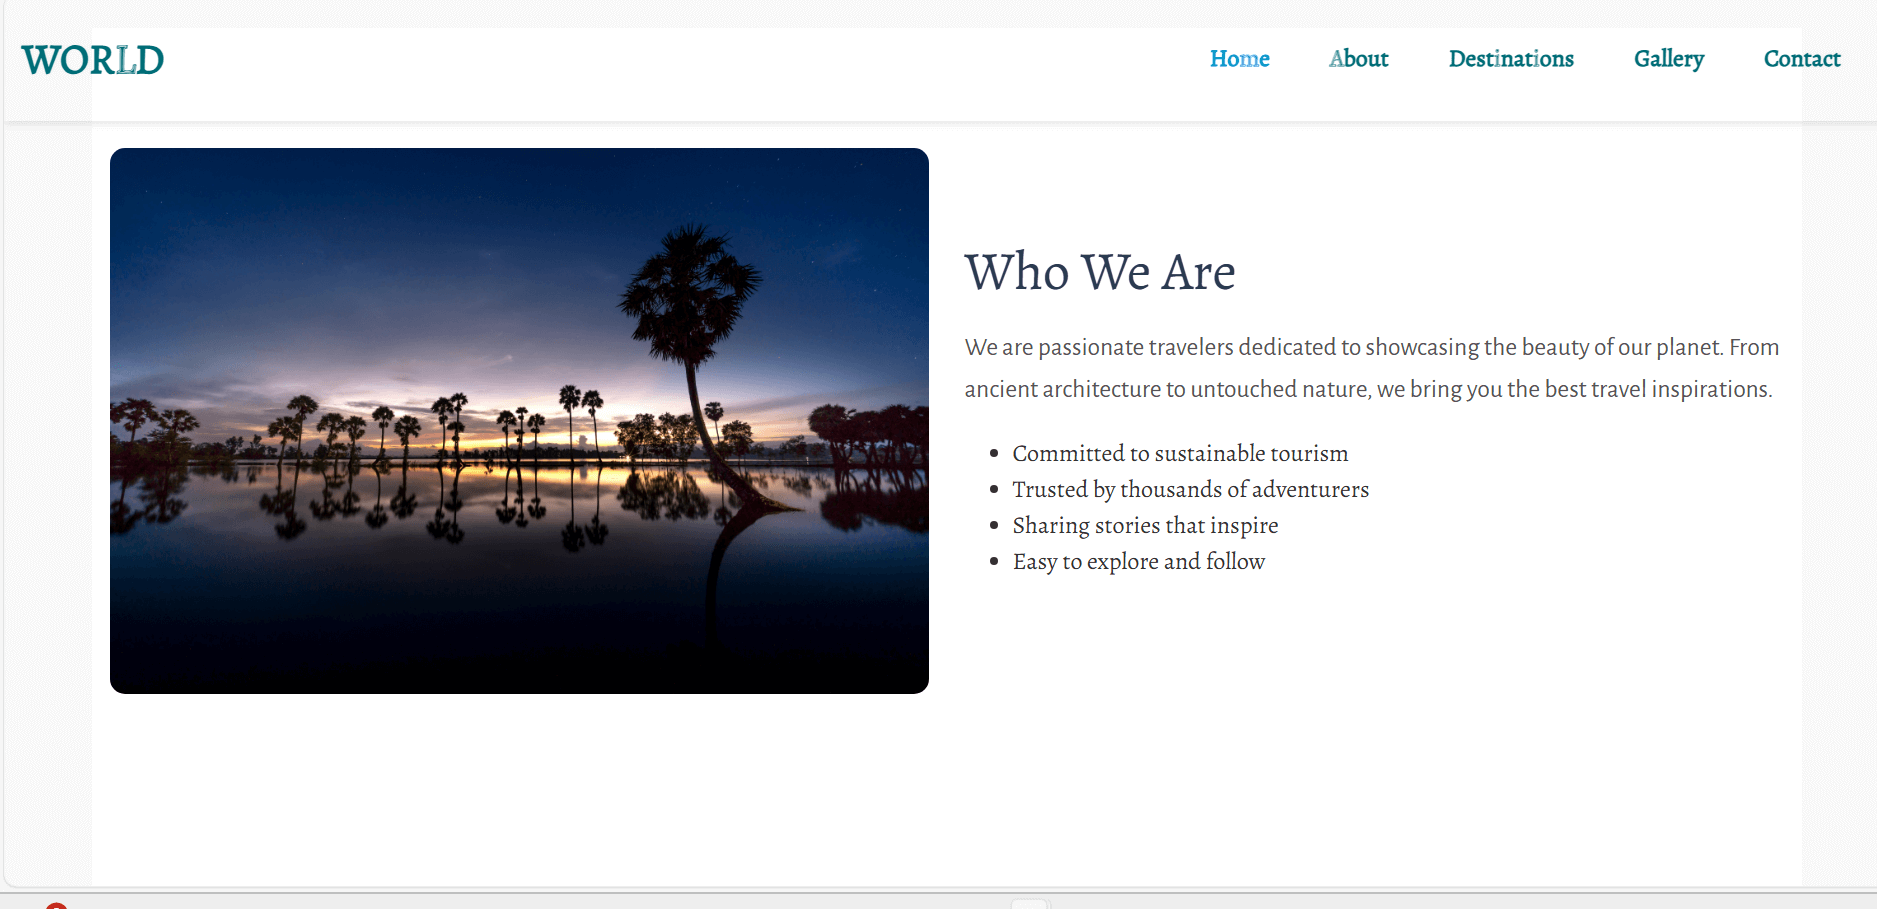 WORLD
Home About Destinations Gallery Contact
Who We Are
We are passionate travelers dedicated to showcasing the beauty of our planet. From
ancient architecture to untouched nature, we bring you the best travel inspirations.
• Committed to sustainable tourism
• Trusted by thousands of adventurers
• Sharing stories that inspire
• Easy to explore and follow